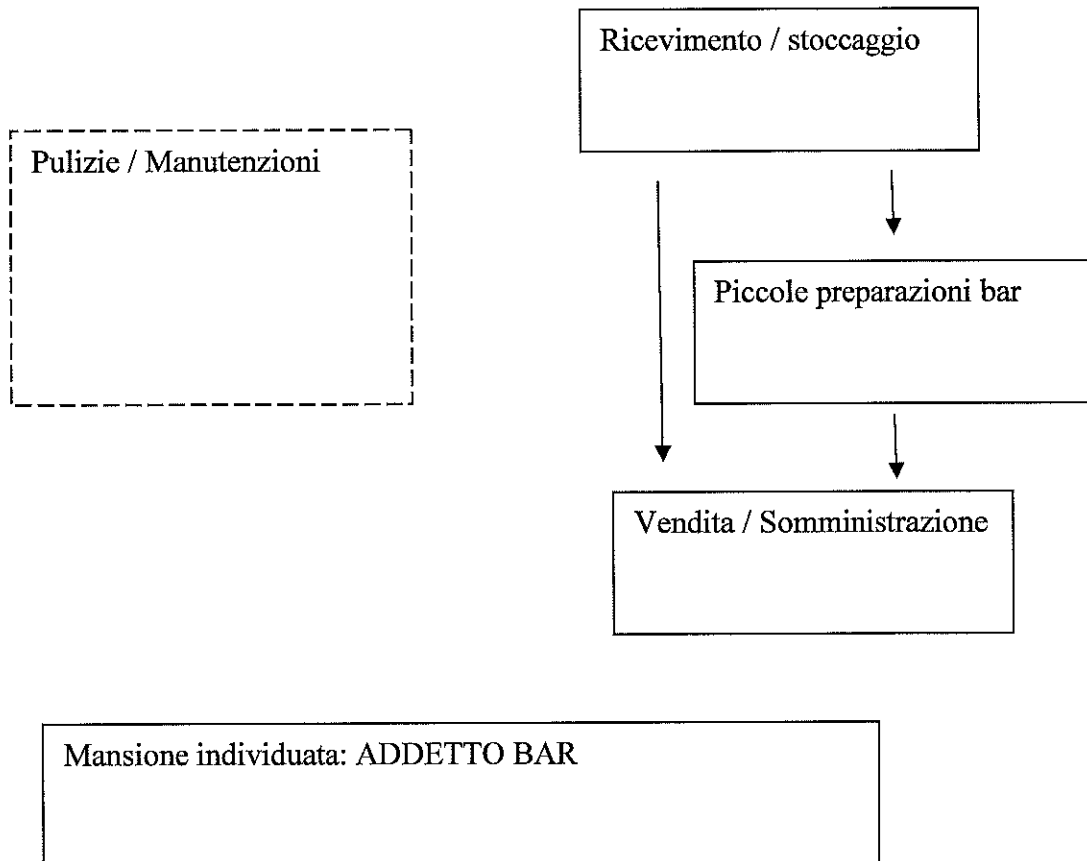 Ricevimento / stoccaggio
Pulizie / Manutenzioni
Piccole preparazioni bar
Vendita / Somministrazione
Mansione individuata: ADDETTO BAR